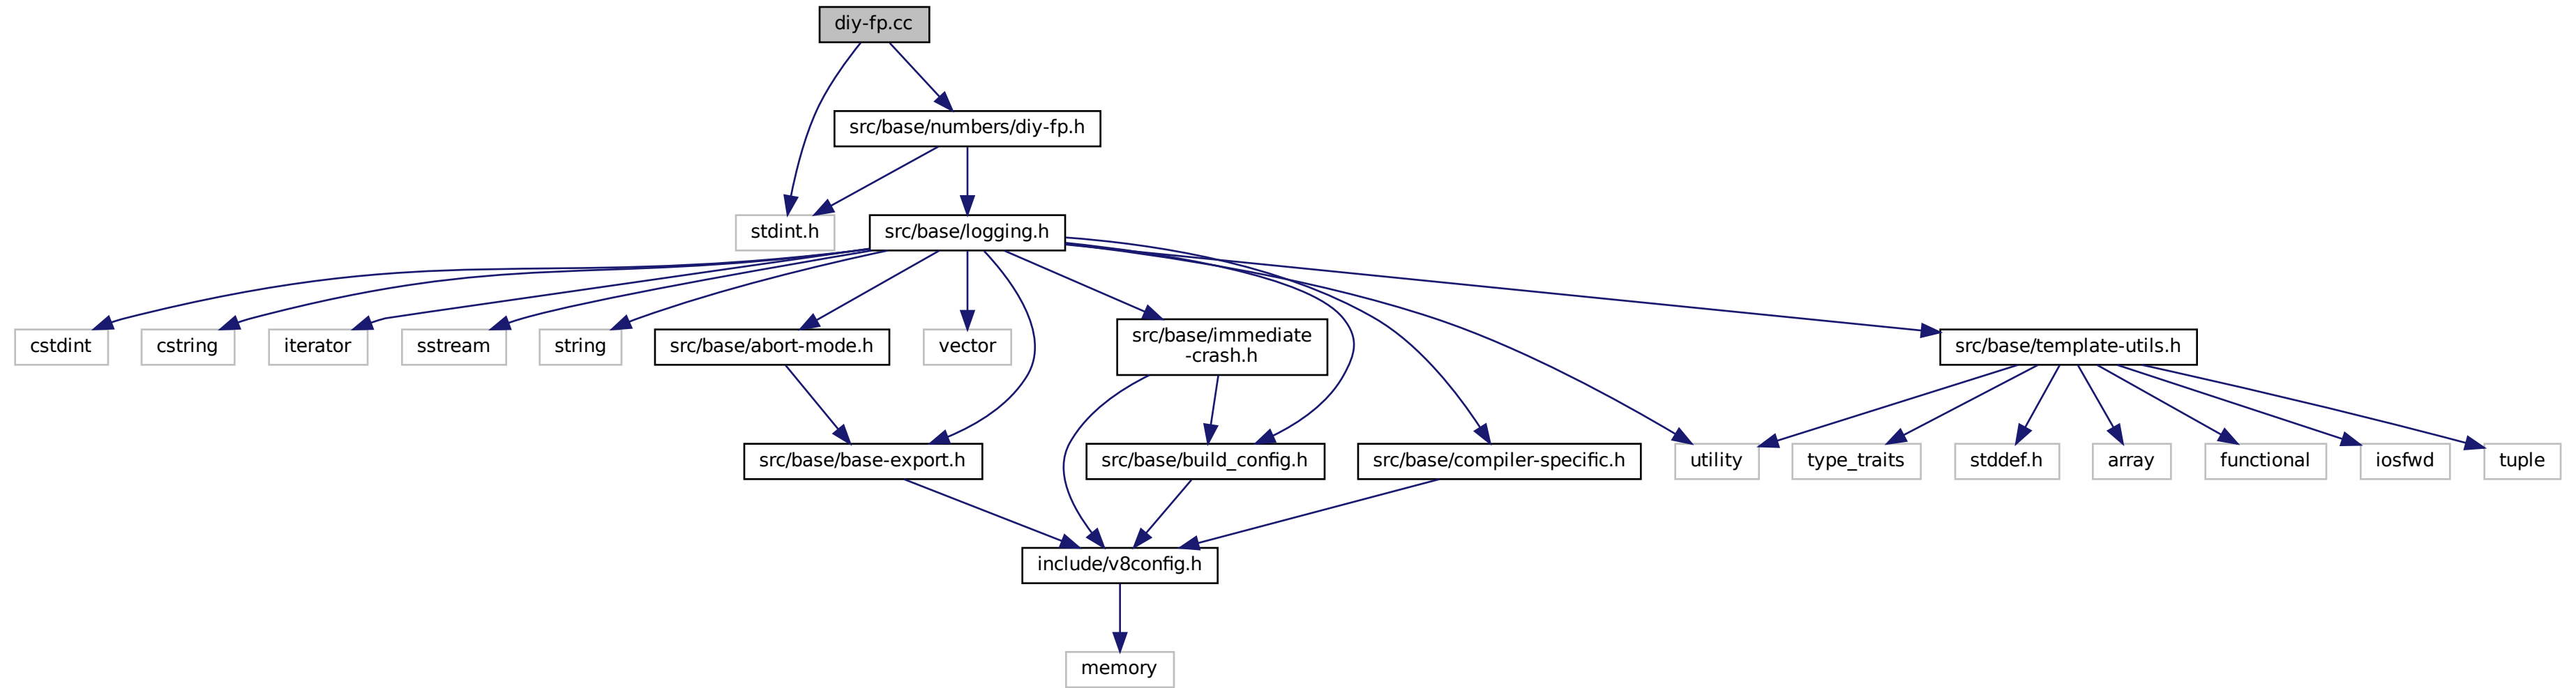 diy-fp.cc
src/base/numbers/diy-fp.h
stdint.h
src/base/logging.h
cstdint
cstring
iterator
sstream
string
src/base/abort-mode.h
vector
src/base/immediate
-crash.h
src/base/template-utils.h
src/base/base-export.h
src/base/build_config.h
src/base/compiler-specific.h
utility
type_traits
stddef.h
array
functional
iosfwd
tuple
include/v8config.h
memory